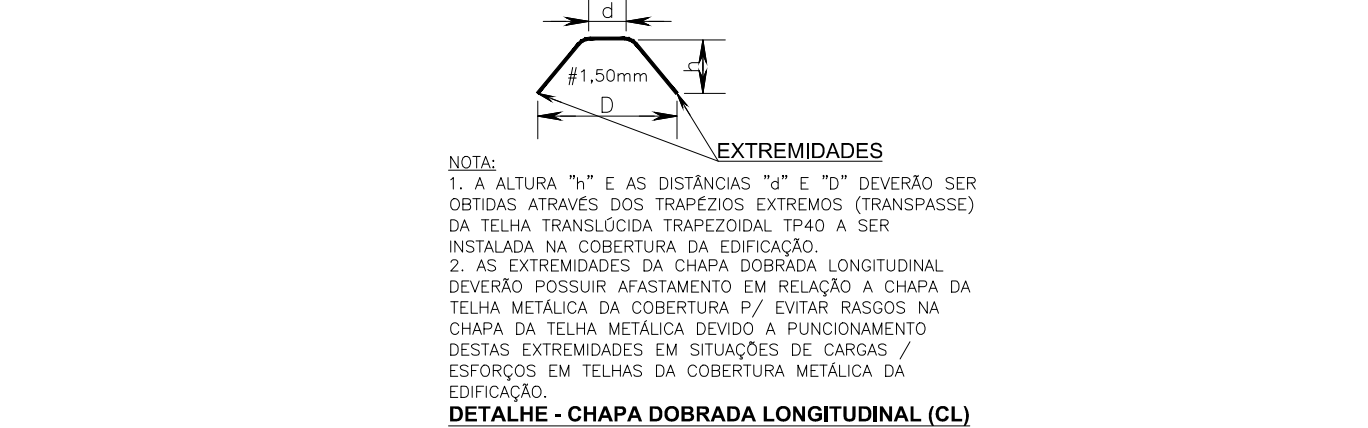 d
#1,50mm
h
D
EXTREMIDADES
NOTA:
1. A ALTURA "h" E AS DISTÂNCIAS "d" E "D" DEVERÃO SER
OBTIDAS ATRAVÉS DOS TRAPÉZIOS EXTREMOS (TRANSPASSE)
DA TELHA TRANSLÚCIDA TRAPEZOIDAL TP40 A SER
INSTALADA NA COBERTURA DA EDIFICAÇÃO.
2. AS EXTREMIDADES DA CHAPA DOBRADA LONGITUDINAL
DEVERÃO POSSUIR AFASTAMENTO EM RELAÇÃO A CHAPA DA
TELHA METÁLICA DA COBERTURA P/ EVITAR RASGOS NA
CHAPA DA TELHA METÁLICA DEVIDO A PUNCIONAMENTO
DESTAS EXTREMIDADES EM SITUAÇÕES DE CARGAS /
ESFORÇOS EM TELHAS DA COBERTURA METÁLICA DA
EDIFICAÇÃO.
DETALHE - CHAPA DOBRADA LONGITUDINAL (CL)